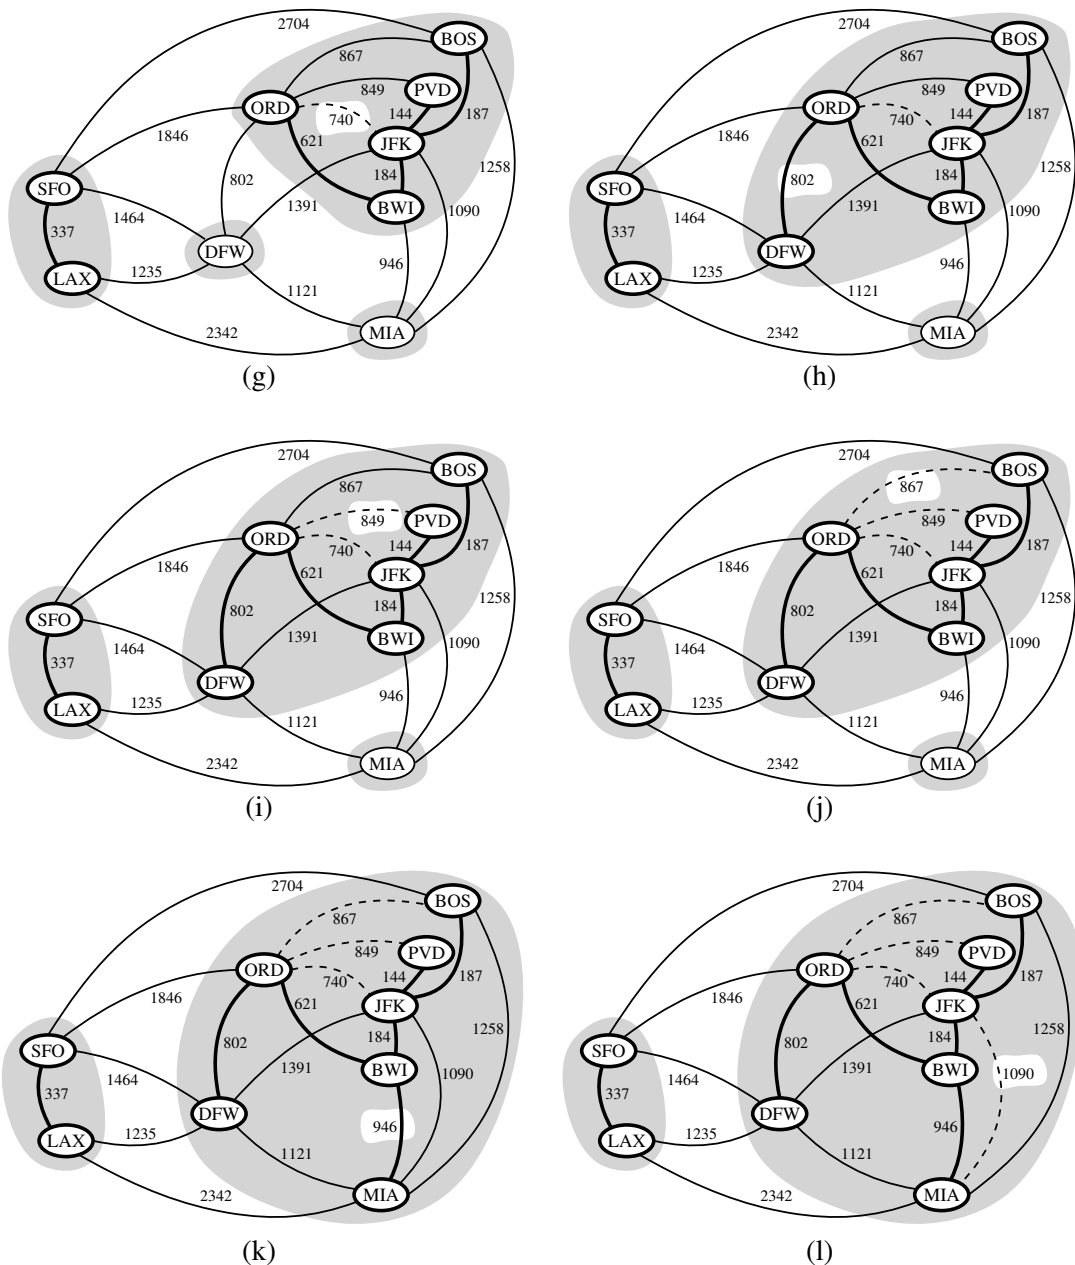 2704
BOS
867
849
PVD
ORD
144
187
740
621
JFK
1846
1258
184
SFO
802
1391
BWI
1090
1464
337
DFW
946
LAX
1235
1121
MIA
2342
(g)
2704
BOS
867
849
PVD
ORD
144
187
740
621
JFK
1846
1258
184
SFO
802
1391
BWI
1090
1464
337
DFW
946
LAX
1235
1121
MIA
2342
(h)
2704
BOS
867
849
PVD
ORD
144
187
740
621
JFK
1846
1258
184
SFO
802
1391
BWI
1090
1464
337
DFW
946
LAX
1235
1121
MIA
2342
(i)
2704
BOS
867
849
PVD
ORD
144
187
740
621
JFK
1846
1258
184
SFO
802
1391
BWI
1090
1464
337
DFW
946
LAX
1235
1121
MIA
2342
(j)
2704
BOS
867
849
PVD
ORD
144
187
740
621
JFK
1846
1258
184
SFO
802
1391
BWI
1090
1464
337
DFW
946
LAX
1235
1121
MIA
2342
(k)
2704
BOS
867
849
PVD
ORD
144
187
740
621
JFK
1846
1258
184
SFO
802
1391
BWI
1090
1464
337
DFW
946
LAX
1235
1121
MIA
2342
(l)